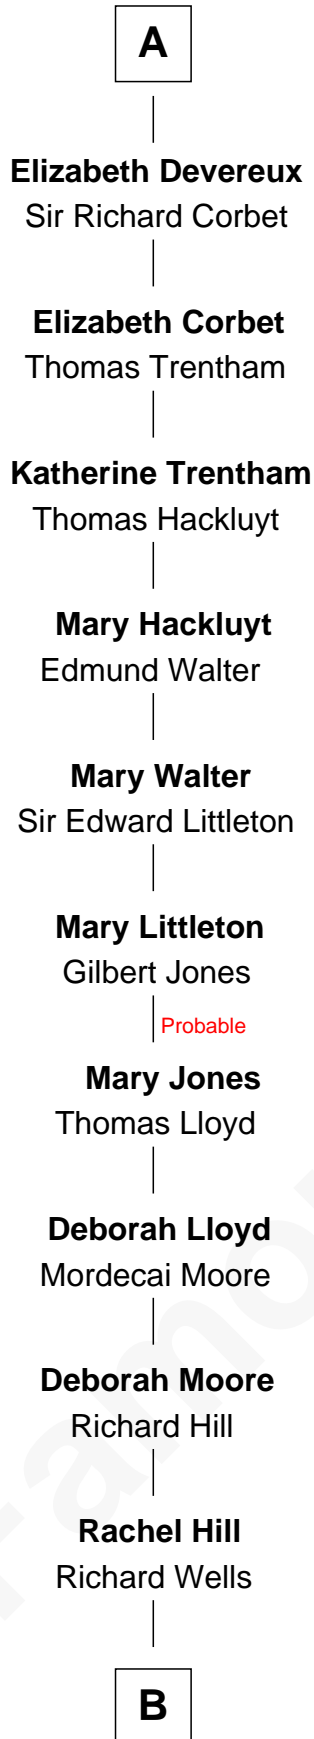 A
Elizabeth Devereux
Sir Richard Corbet
Elizabeth Corbet
Thomas Trentham
Katherine Trentham
Thomas Hackluyt
Mary Hackluyt
Edmund Walter
Mary Walter
Sir Edward Littleton
Mary Littleton
Gilbert Jones
Probable
Mary Jones
Thomas Lloyd
Deborah Lloyd
Mordecai Moore
Deborah Moore
Richard Hill
Rachel Hill
Richard Wells
B